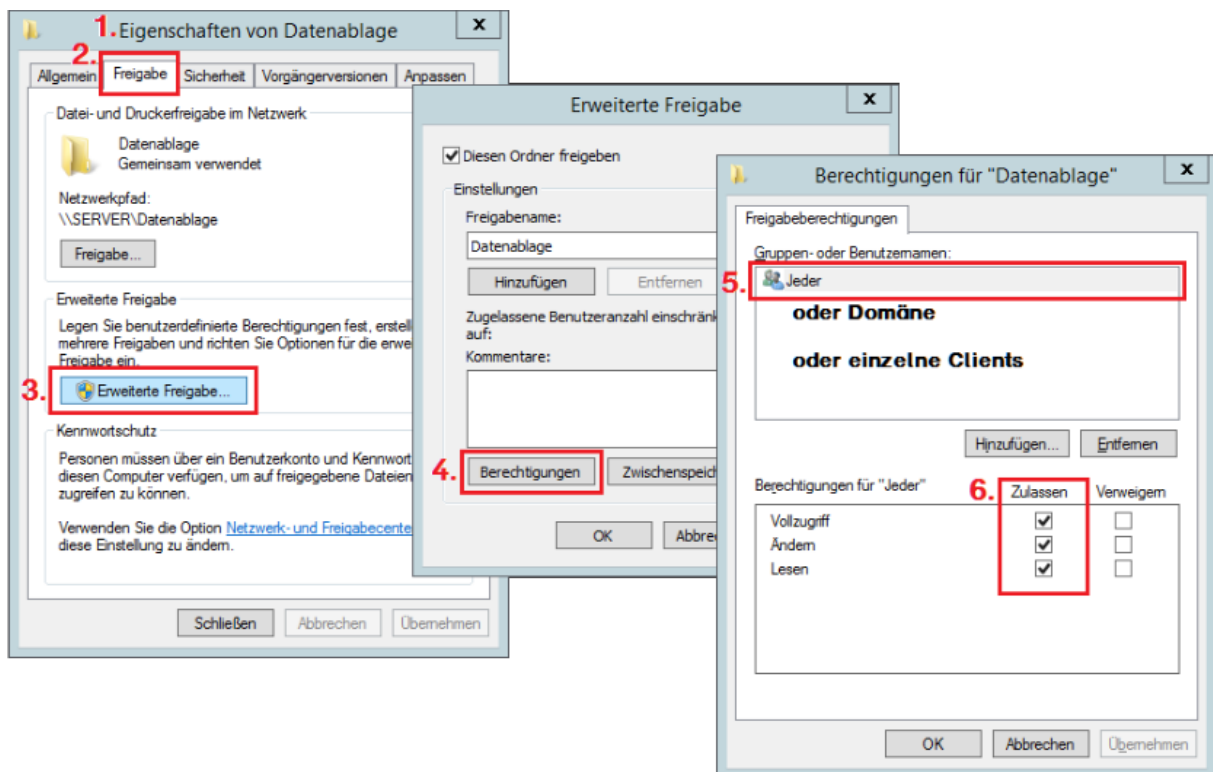 1. Eigenschaften von Datenablage
x
2.
Allgemein Freigabe Sicherheit Vorgängerversionen Anpassen
Datei- und Druckerfreigabe im Netzwerk
Datenablage
Gemeinsam verwendet
Netzwerkpfad:
\\SERVER\Datenablage
Freigabe...
Erweiterte Freigabe
Legen Sie benutzerdefinierte Berechtigungen fest, erstell
mehrere Freigaben und richten Sie Optionen für die erwe
Freigabe ein.
3. Erweiterte Freigabe...
Kennwortschutz
Personen müssen über ein Benutzerkonto und Kennwort
diesen Computer verfügen, um auf freigegebene Dateien
zugreifen zu können.
Verwenden Sie die Option Netzwerk- und Freigabecente
diese Einstellung zu ändern.
Schließen Abbrechen Übernehmen
Erweiterte Freigabe
x
Diesen Ordner freigeben
Einstellungen
Freigabename:
Datenablage
Hinzufügen Entfernen
Zugelassene Benutzeranzahl einschränk
auf:
Kommentare:
4. Berechtigungen Zwischenspeich
OK Abbre
Berechtigungen für "Datenablage"
x
Freigabeberechtigungen
Gruppen- oder Benutzernamen:
5. Jeder
oder Domäne
oder einzelne Clients
Hinzufügen... Entfernen
Berechtigungen für "Jeder" 6. Zulassen Verweigern
Vollzugriff
Ändern
Lesen
OK Abbrechen Übernehmen